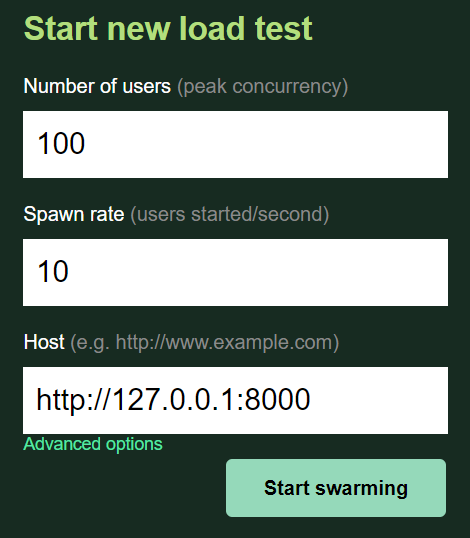 Start new load test
Number of users (peak concurrency)
100
Spawn rate (users started/second)
10
Host (e.g. http://www.example.com)
http://127.0.0.1:8000
Advanced options
Start swarming